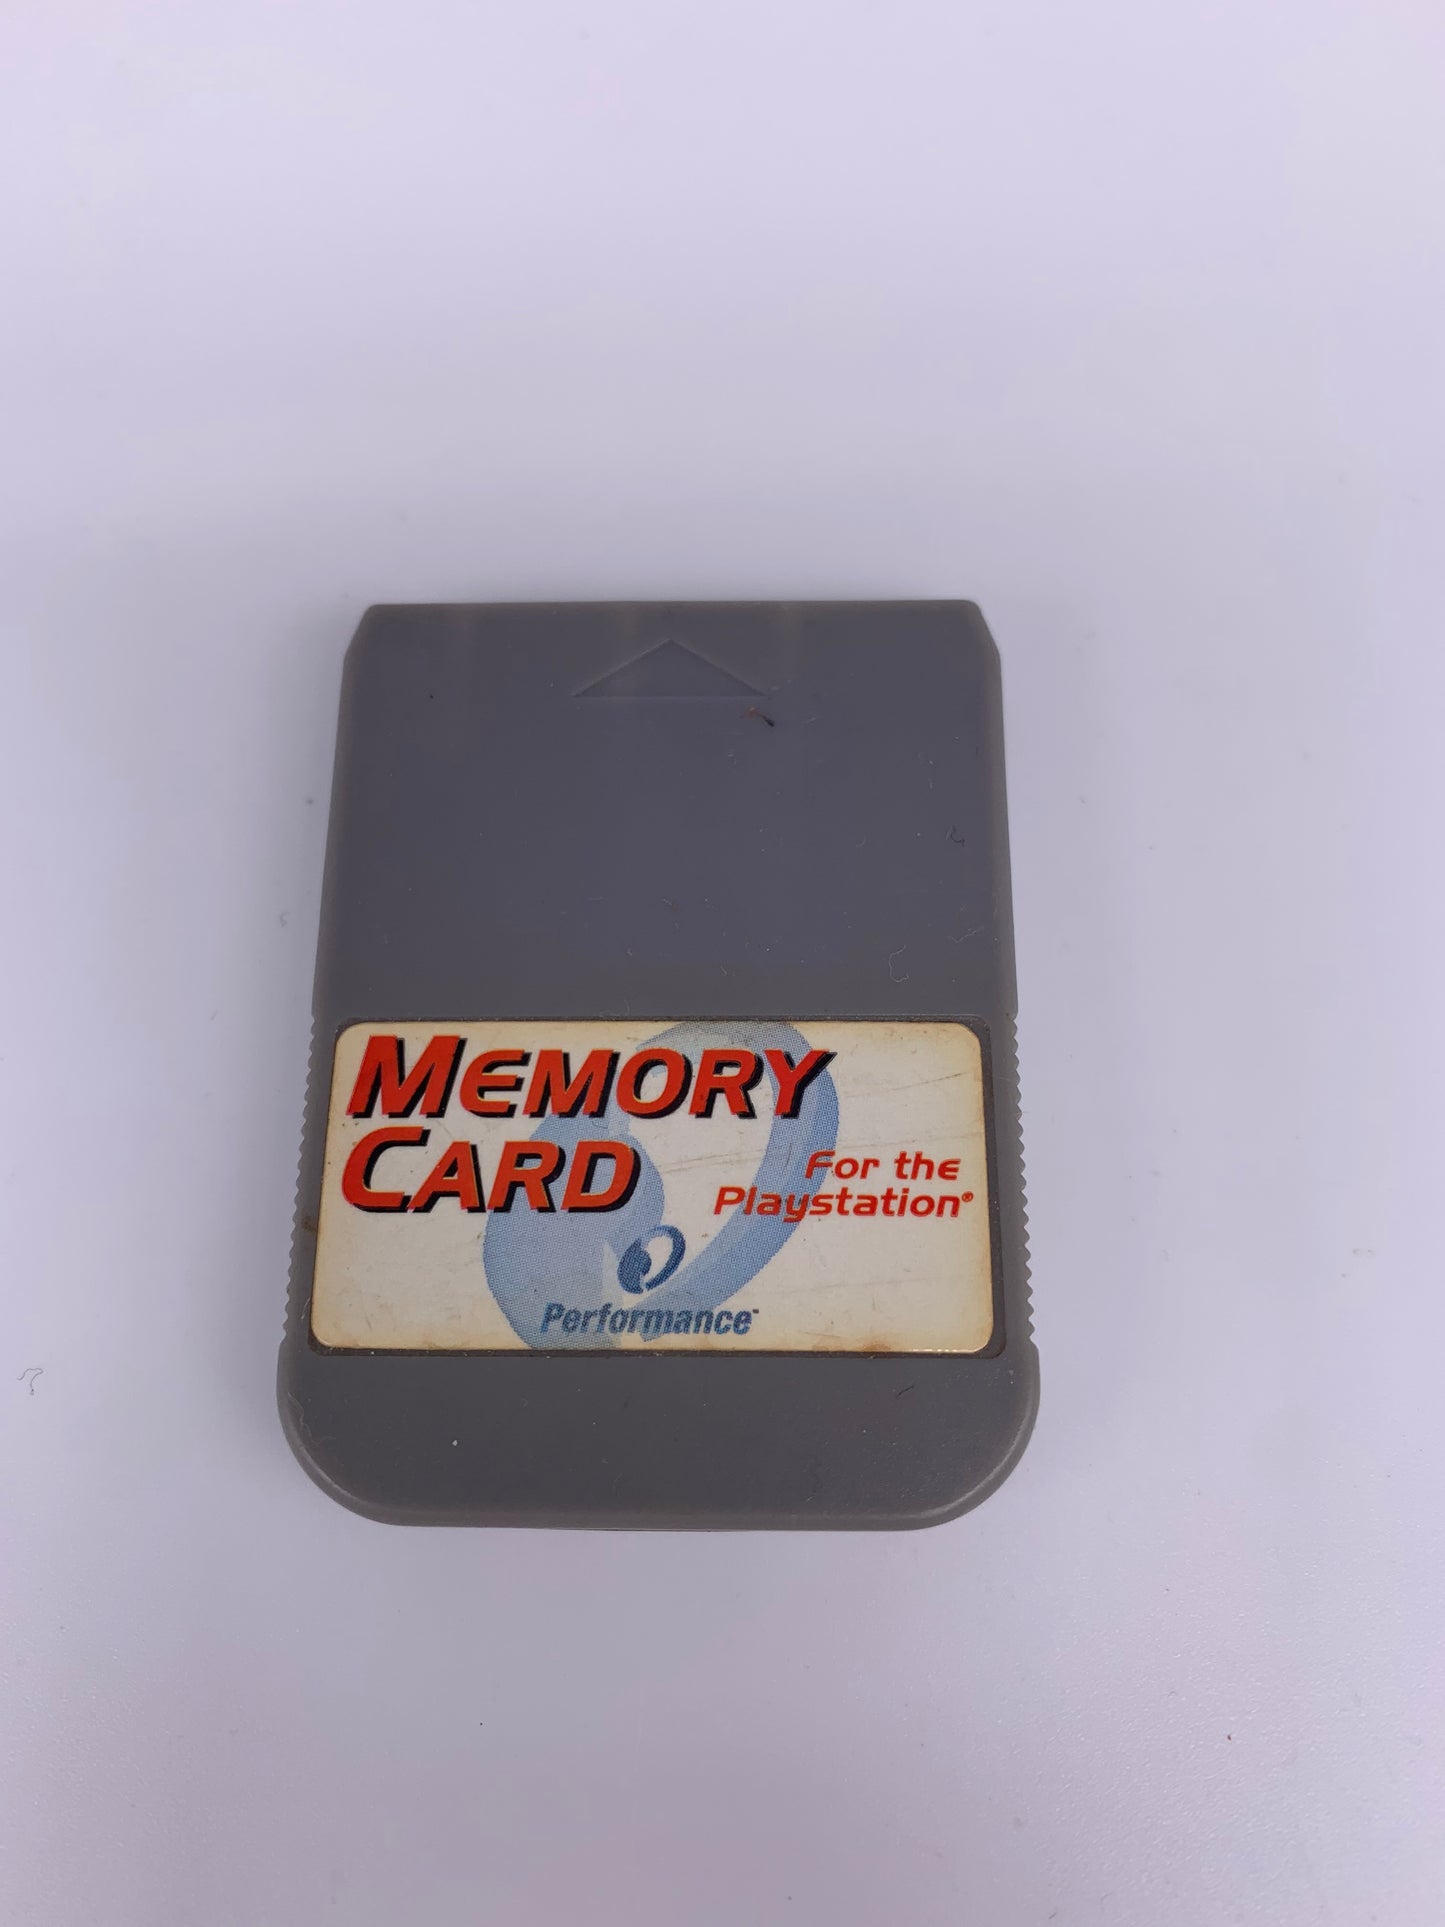 MEMORY
CARD
For the
Playstation®
Performance™